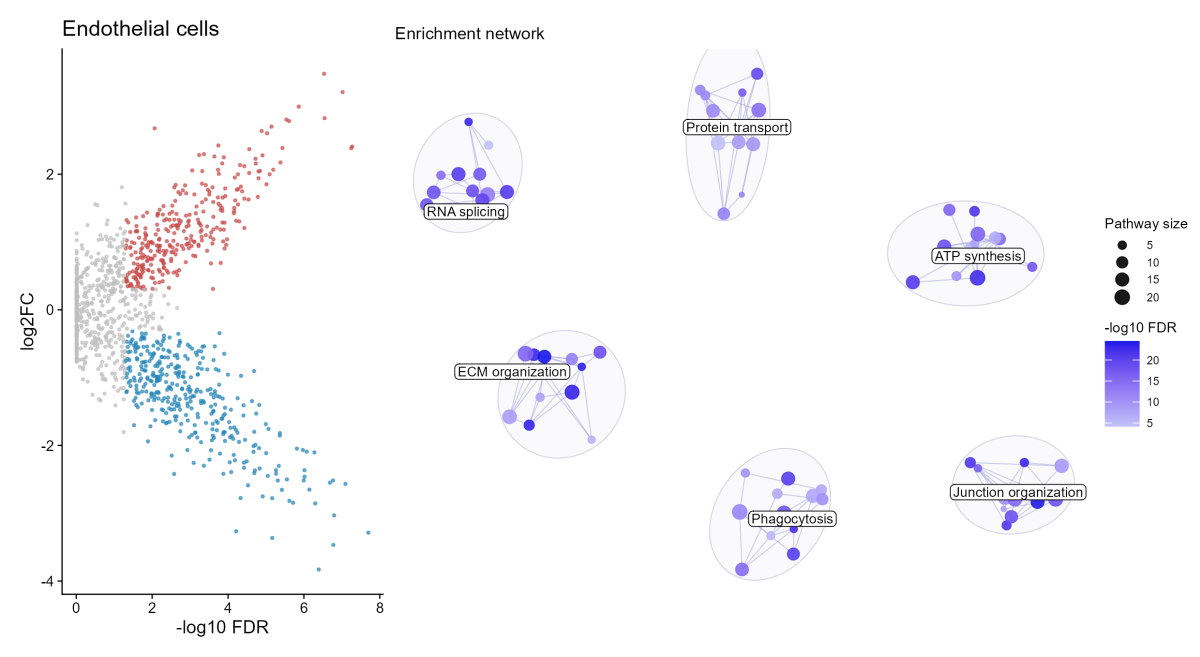 Endothelial cells
Enrichment network
log2FC
2
0
-2
-4
0 2 4 6 8
-log10 FDR
RNA splicing
Protein transport
ATP synthesis
ECM organization
Phagocytosis
Junction organization
Pathway size
5
10
15
20
-log10 FDR
20
15
10
5